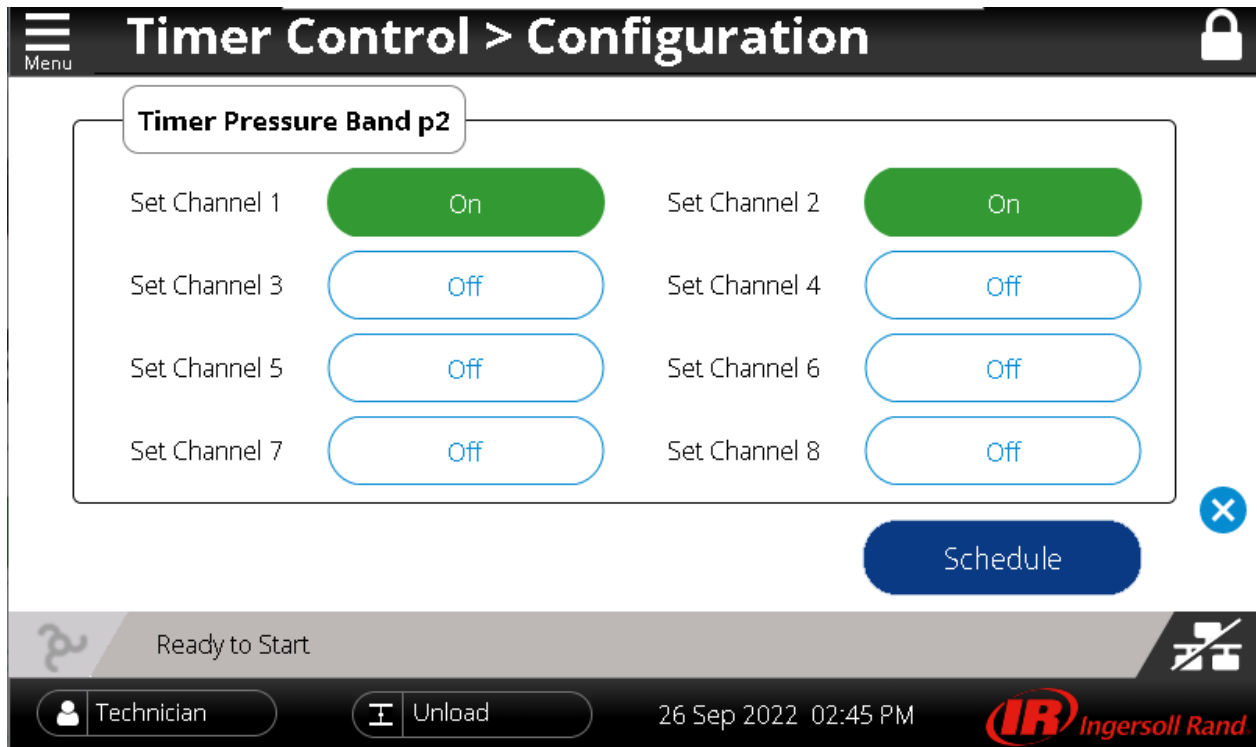 Timer Control > Configuration
Menu
Timer Pressure Band p2
Set Channel 1 On Set Channel 2 On
Set Channel 3 Off Set Channel 4 Off
Set Channel 5 Off Set Channel 6 Off
Set Channel 7 Off Set Channel 8 Off
Schedule
Ready to Start
Technician Unload 26 Sep 2022 02:45 PM IR Ingersoll Rand